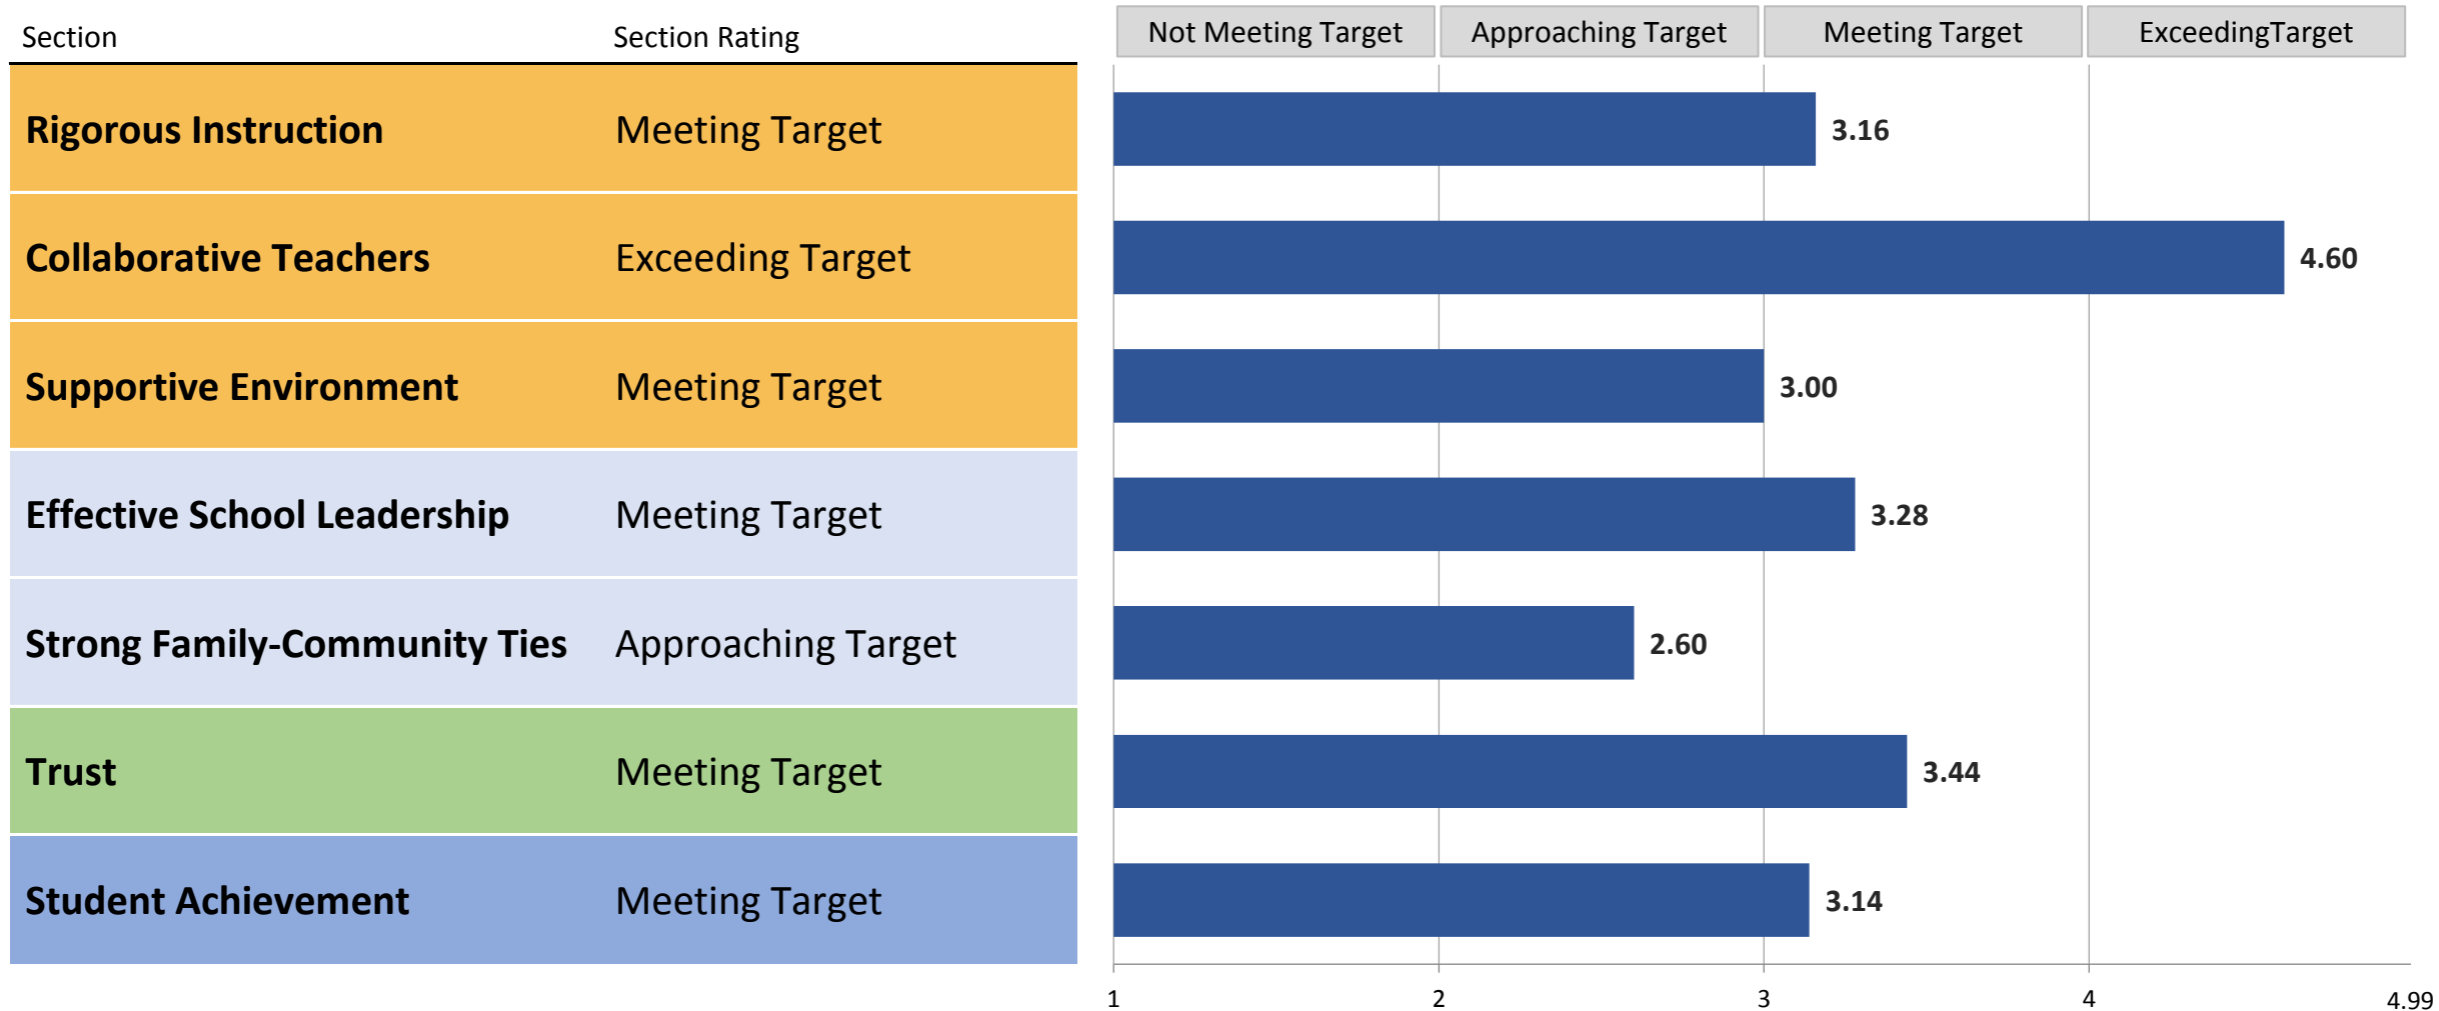 Section Section Rating Not Meeting Target Approaching Target Meeting Target ExceedingTarget
Rigorous Instruction Meeting Target 3.16
Collaborative Teachers Exceeding Target 4.60
Supportive Environment Meeting Target 3.00
Effective School Leadership Meeting Target 3.28
Strong Family-Community Ties Approaching Target 2.60
Trust Meeting Target 3.44
Student Achievement Meeting Target 3.14
1 2 3 4 4.99